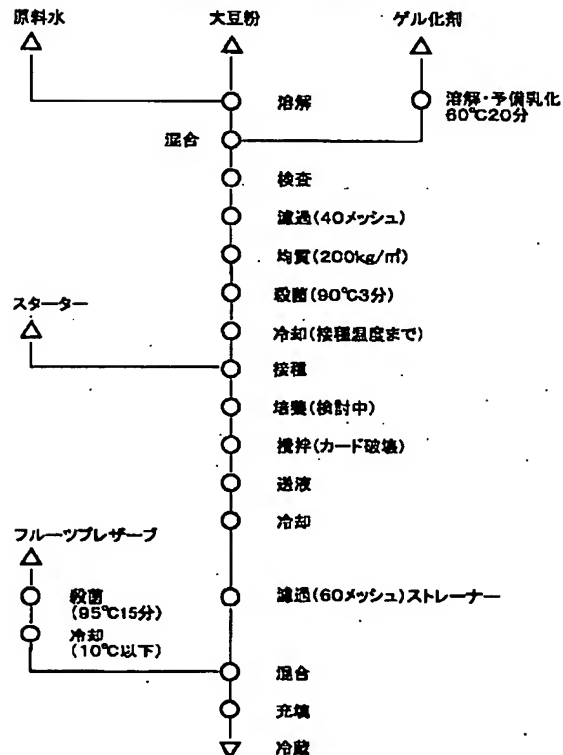 原料水
大豆粉
ゲル化剤
溶解
溶解・予備乳化
60℃20分
混合
検査
濾過(40メッシュ)
均質(200kg/㎡)
殺菌(90℃3分)
スターター
冷却(接種温度まで)
接種
培養(検討中)
攪拌(カード破壊)
送液
冷却
フルーツプレザーブ
殺菌
(95℃15分)
濾過(60メッシュ)ストレーナー
冷却
(10℃以下)
混合
充填
冷蔵